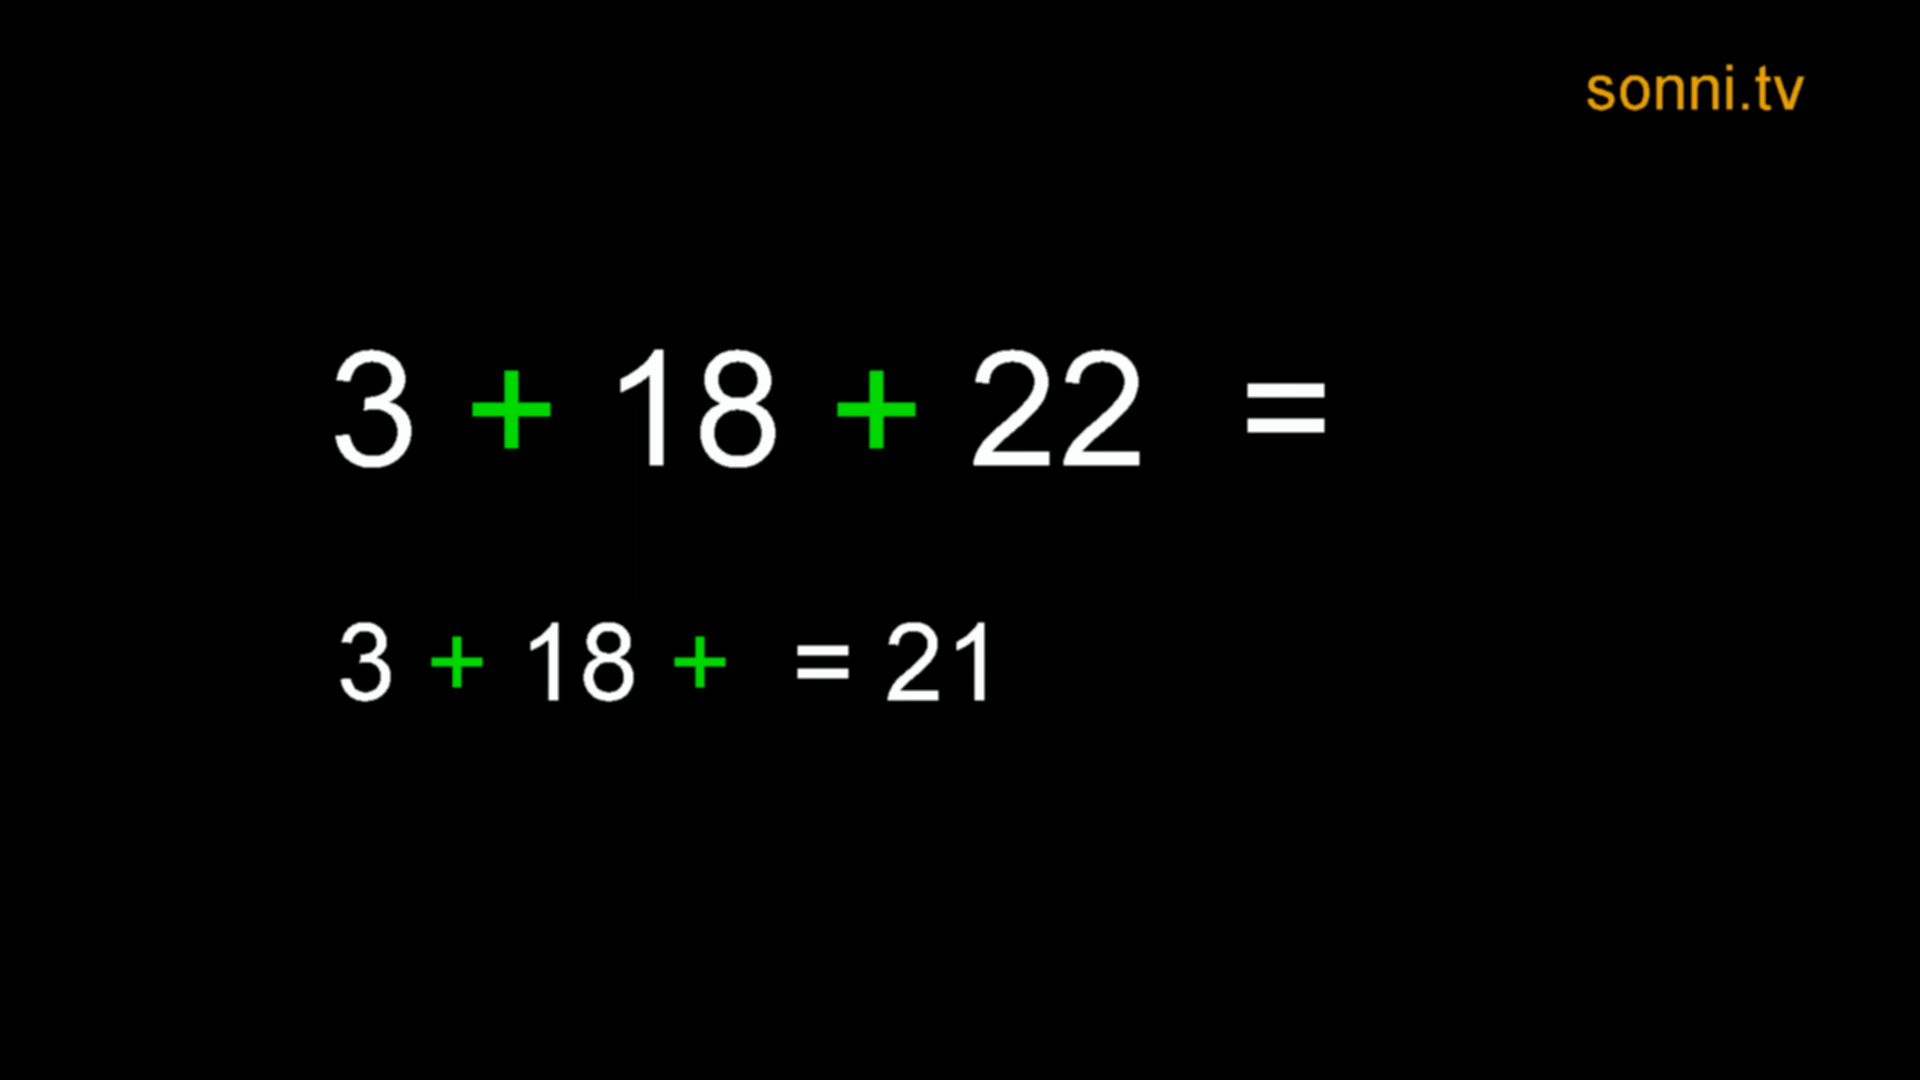 sonni.tv
3 + 18 + 22 =
3 + 18 + = 21